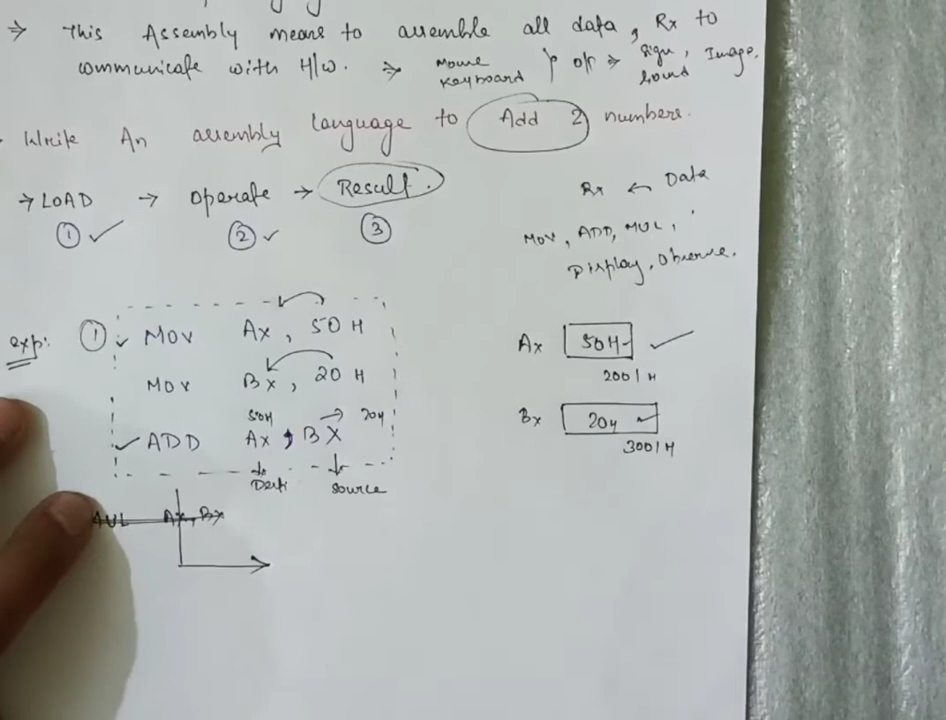 ⇒ This Assembly means to assemble all data, Rx to
communicate with H/w. ⇒ Mouse Keyboard } o/p ⇒ Sign, Sound Image.
- Write An assembly language to Add 2 numbers.
→ LOAD → operate → Result.
① ✓ ② ✓ ③
Rx ← Data
MOV, ADD, MUL,
Display, Observe.
exp: ① ✓ MOV Ax, 50 H
MOV Bx, 20 H
50H → 20H
✓ ADD Ax, BX
↓ Desti ↓ source
MUL Ax, Bx
Ax 50H ✓
2001 H
Bx 20H
3001 H